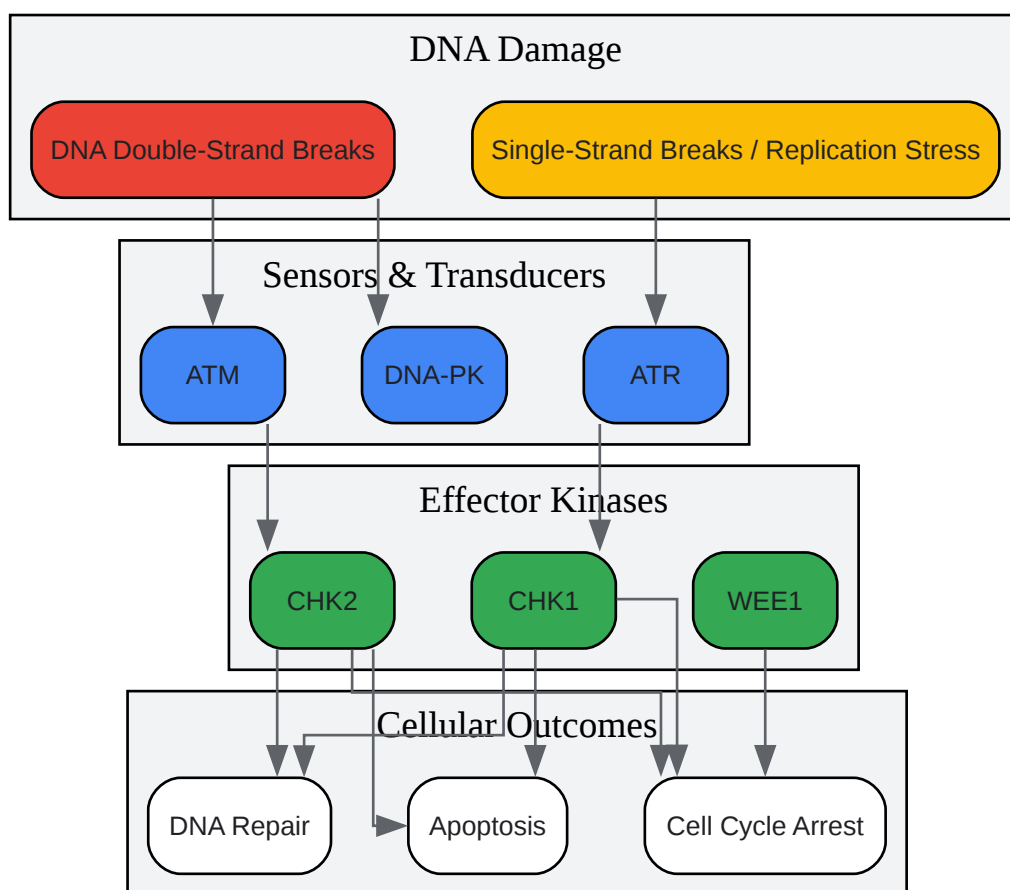 DNA Damage
DNA Double-Strand Breaks
Single-Strand Breaks / Replication Stress
Sensors & Transducers
ATM
DNA-PK
ATR
Effector Kinases
CHK2
CHK1
WEE1
Cellular Outcomes
DNA Repair
Apoptosis
Cell Cycle Arrest